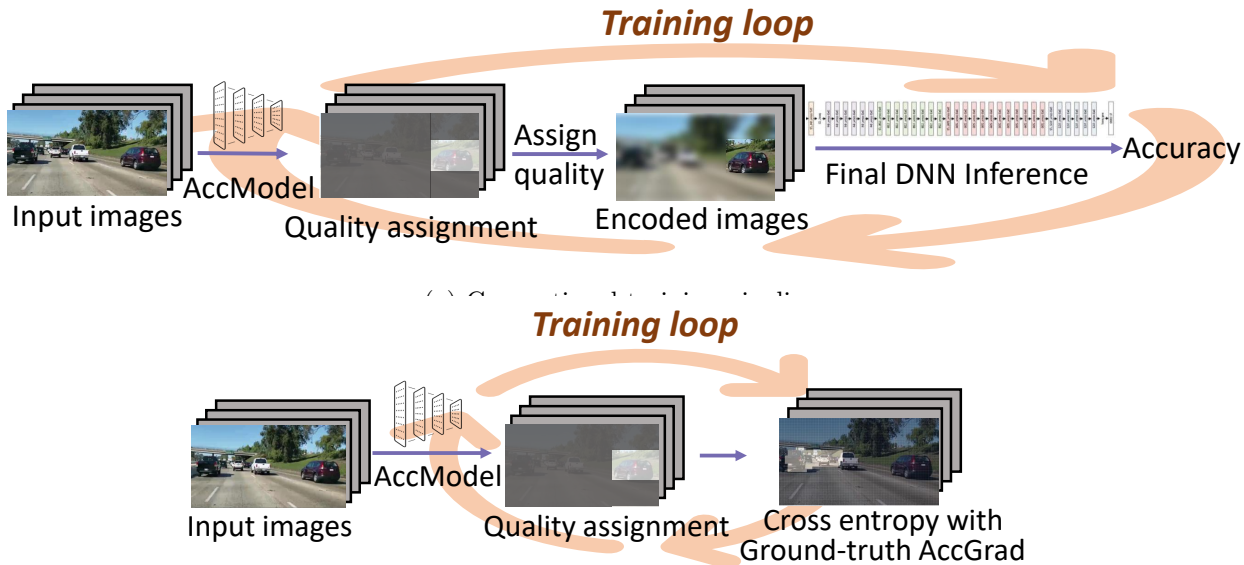 Training loop
AccModel
Input images
Quality assignment
Assign
quality
Encoded images
Final DNN Inference
Accuracy
Training loop
AccModel
Input images
Quality assignment
Cross entropy with
Ground-truth AccGrad